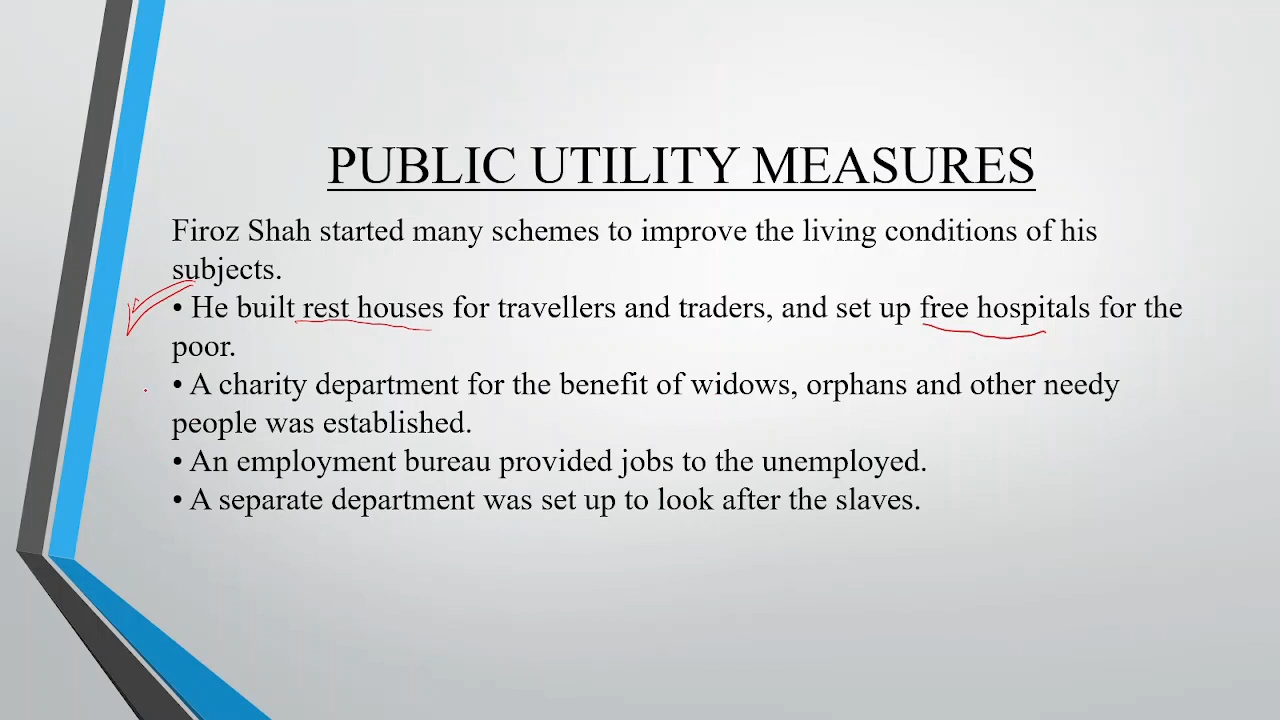 PUBLIC UTILITY MEASURES
Firoz Shah started many schemes to improve the living conditions of his
subjects.
• He built rest houses for travellers and traders, and set up free hospitals for the
poor.
• A charity department for the benefit of widows, orphans and other needy
people was established.
• An employment bureau provided jobs to the unemployed.
• A separate department was set up to look after the slaves.